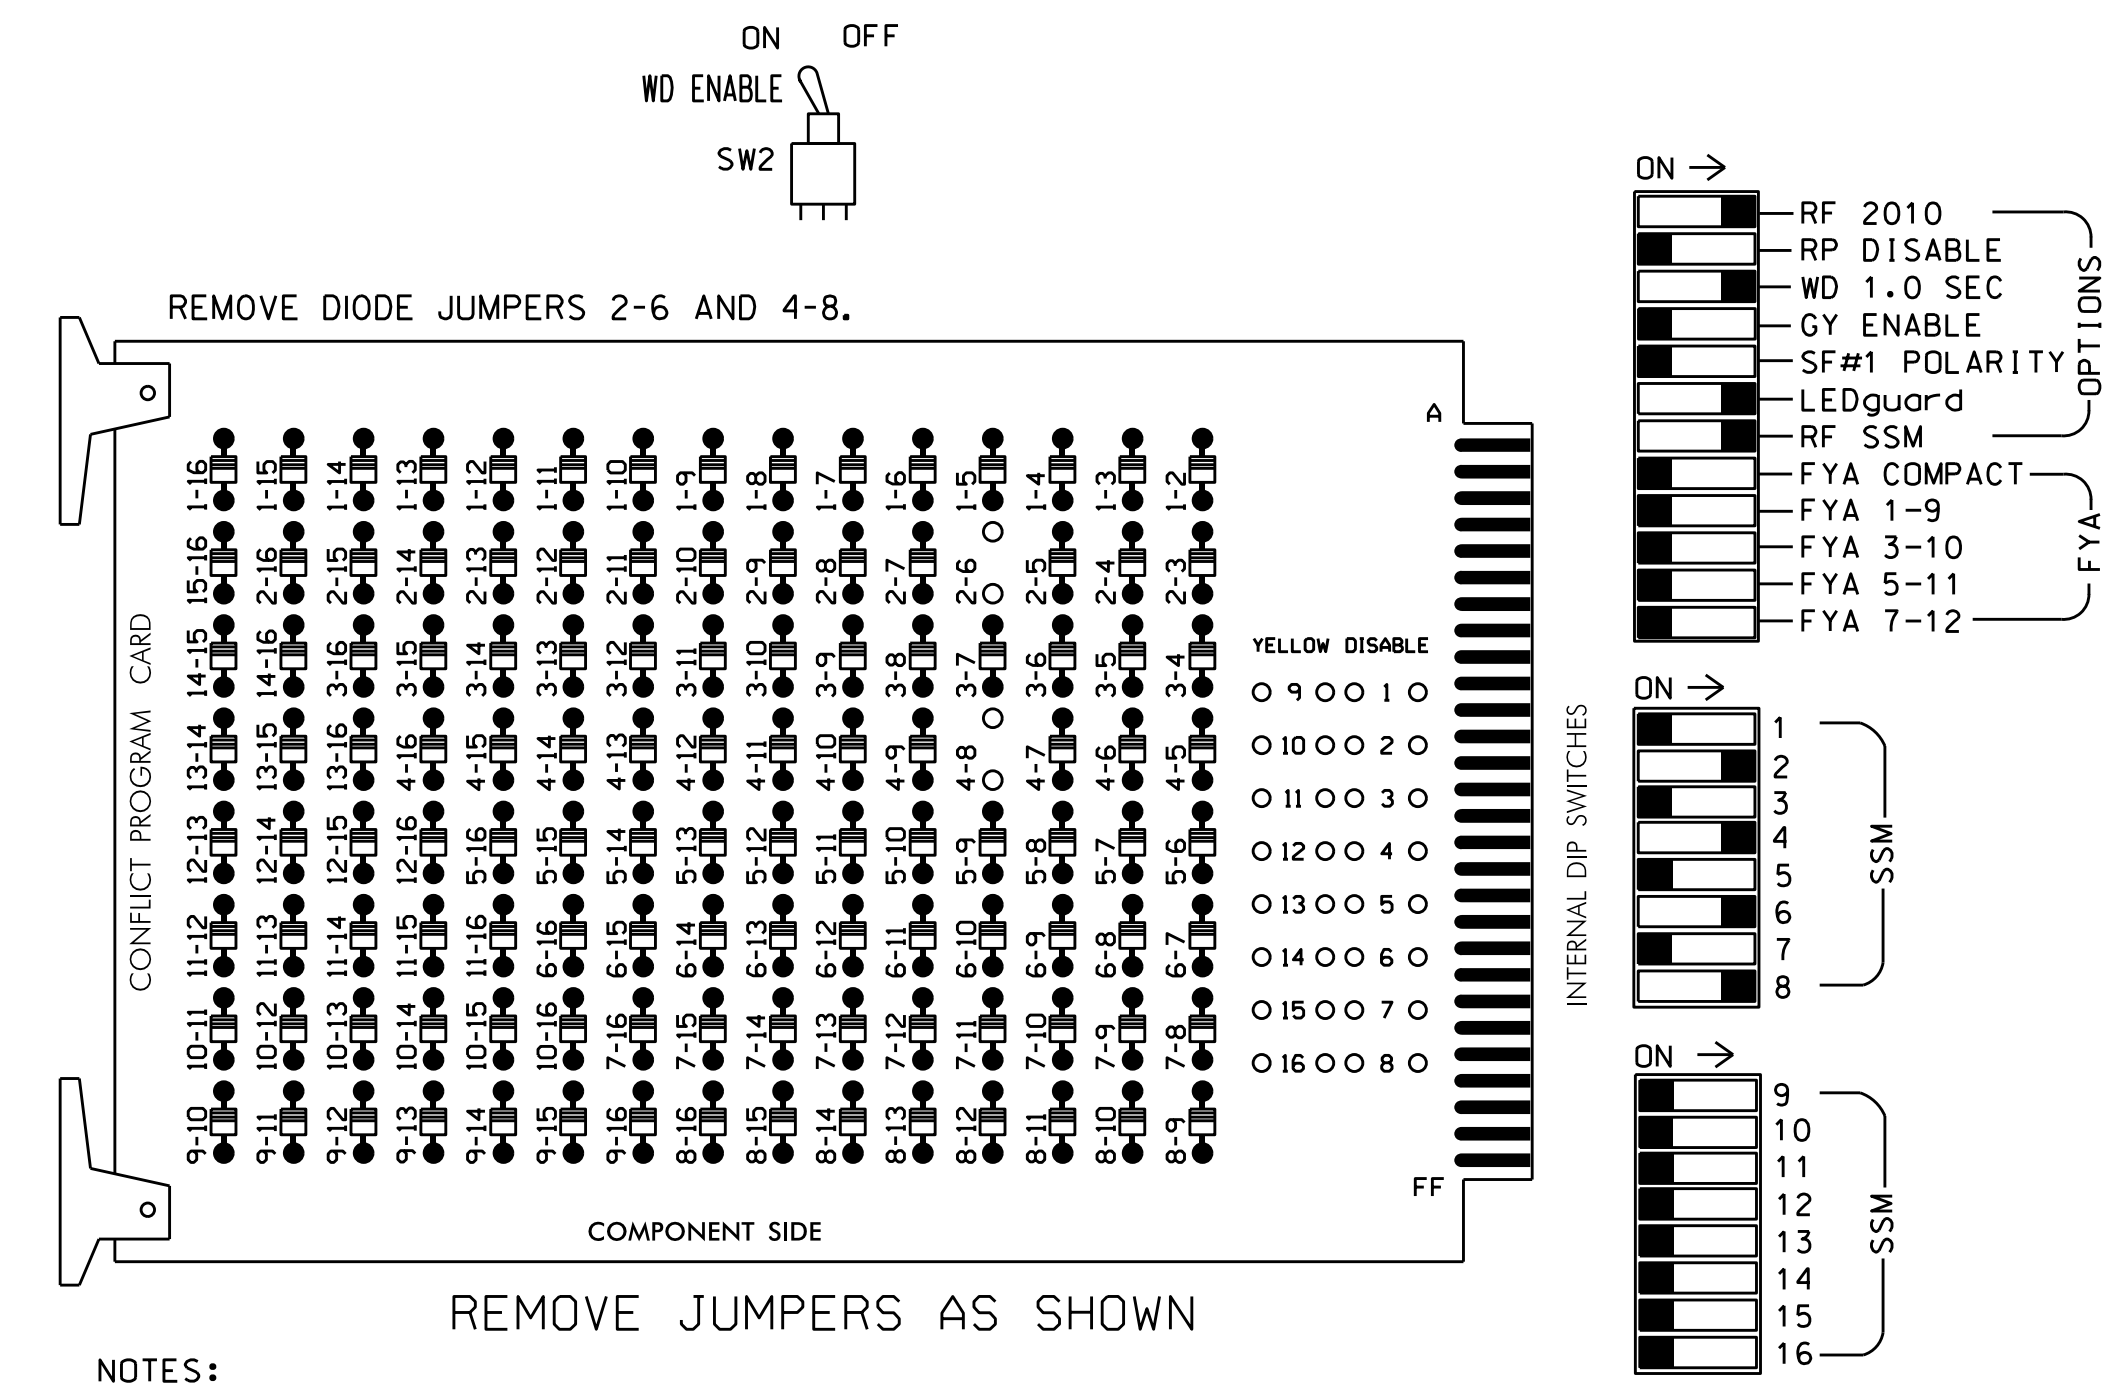 ON OFF
WD ENABLE
SW2
REMOVE DIODE JUMPERS 2-6 AND 4-8.
A
1-16 1-15 1-14 1-13 1-12 1-11 1-10 1-9 1-8 1-7 1-6 1-5 1-4 1-3 1-2
15-16 2-16 2-15 2-14 2-13 2-12 2-11 2-10 2-9 2-8 2-7 2-6 2-5 2-4 2-3
14-15 14-16 3-16 3-15 3-14 3-13 3-12 3-11 3-10 3-9 3-8 3-7 3-6 3-5 3-4
13-14 13-15 13-16 4-16 4-15 4-14 4-13 4-12 4-11 4-10 4-9 4-8 4-7 4-6 4-5
12-13 12-14 12-15 12-16 5-16 5-15 5-14 5-13 5-12 5-11 5-10 5-9 5-8 5-7 5-6
11-12 11-13 11-14 11-15 11-16 6-16 6-15 6-14 6-13 6-12 6-11 6-10 6-9 6-8 6-7
10-11 10-12 10-13 10-14 10-15 10-16 7-16 7-15 7-14 7-13 7-12 7-11 7-10 7-9 7-8
9-10 9-11 9-12 9-13 9-14 9-15 9-16 8-16 8-15 8-14 8-13 8-12 8-11 8-10 8-9
CONFLICT PROGRAM CARD
YELLOW DISABLE
9 1
10 2
11 3
12 4
13 5
14 6
15 7
16 8
FF
COMPONENT SIDE
REMOVE JUMPERS AS SHOWN
NOTES:
INTERNAL DIP SWITCHES
ON
RF 2010
RP DISABLE
WD 1.0 SEC
GY ENABLE
SF#1 POLARITY
LEDguard
RF SSM
OPTIONS
FYA COMPACT
FYA 1-9
FYA 3-10
FYA 5-11
FYA 7-12
FYA
ON
1
2
3
4
5
6
7
8
SSM
ON
9
10
11
12
13
14
15
16
SSM